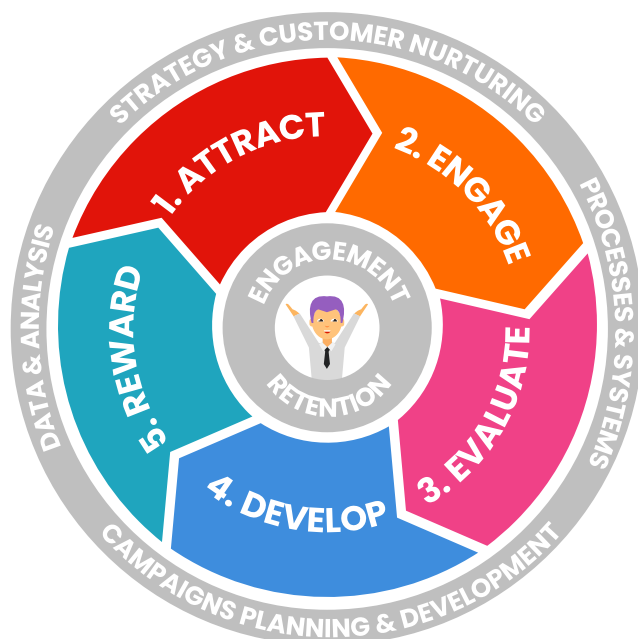 STRATEGY & CUSTOMER NURTURING
PROCESSES & SYSTEMS
CAMPAIGNS PLANNING & DEVELOPMENT
DATA & ANALYSIS
1. ATTRACT
2. ENGAGE
3. EVALUATE
4. DEVELOP
5. REWARD
ENGAGEMENT
RETENTION